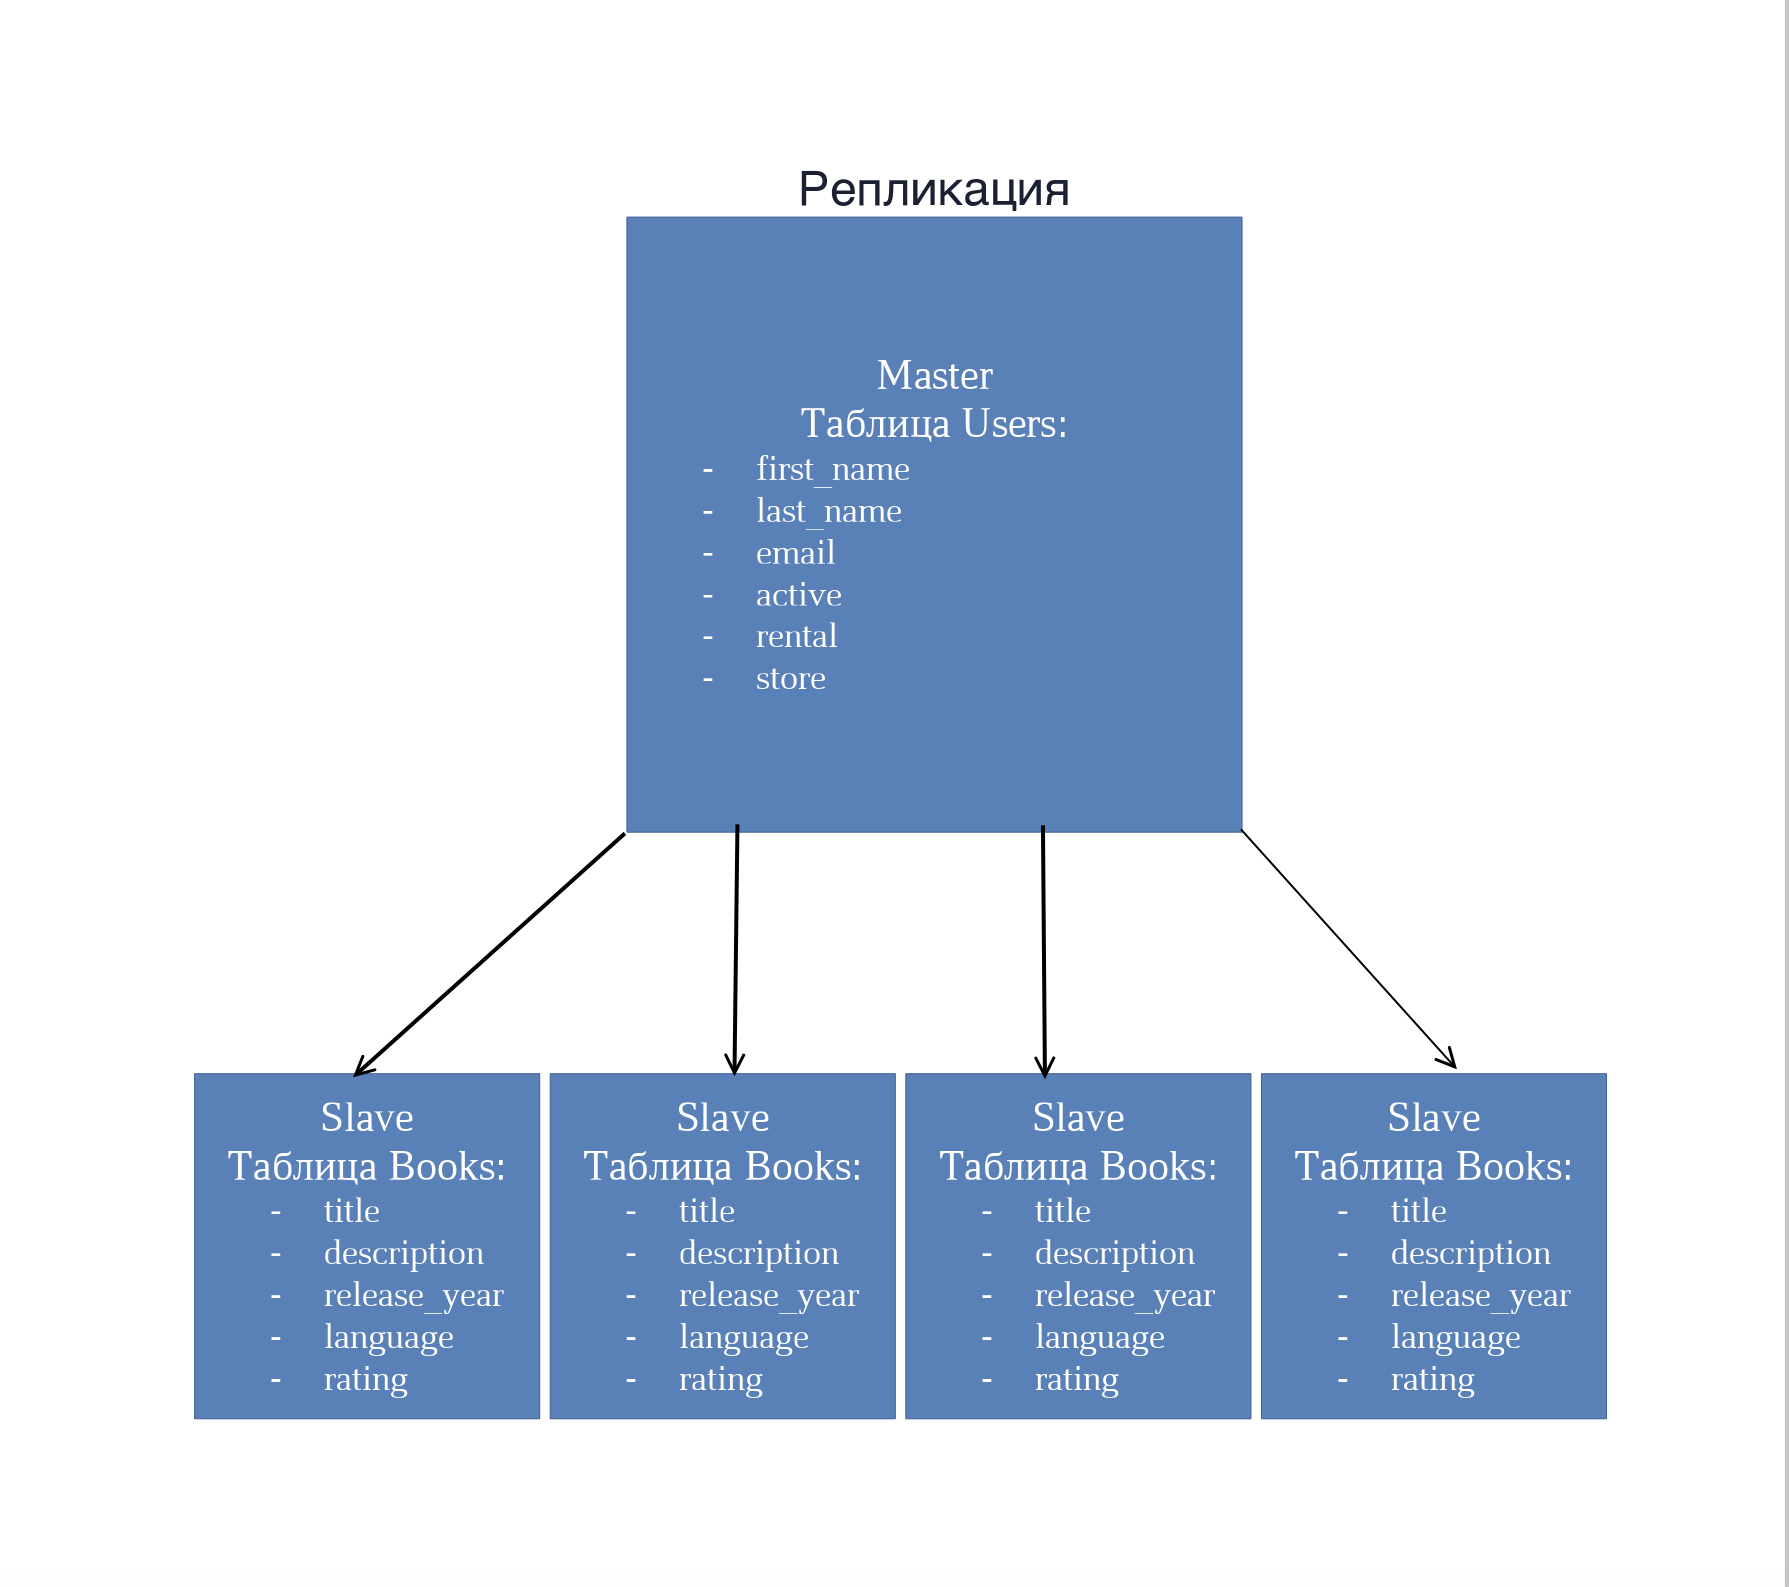 Репликация
Master
Таблица Users:
- first_name
- last_name
- email
- active
- rental
- store
Slave
Таблица Books:
- title
- description
- release_year
- language
- rating
Slave
Таблица Books:
- title
- description
- release_year
- language
- rating
Slave
Таблица Books:
- title
- description
- release_year
- language
- rating
Slave
Таблица Books:
- title
- description
- release_year
- language
- rating